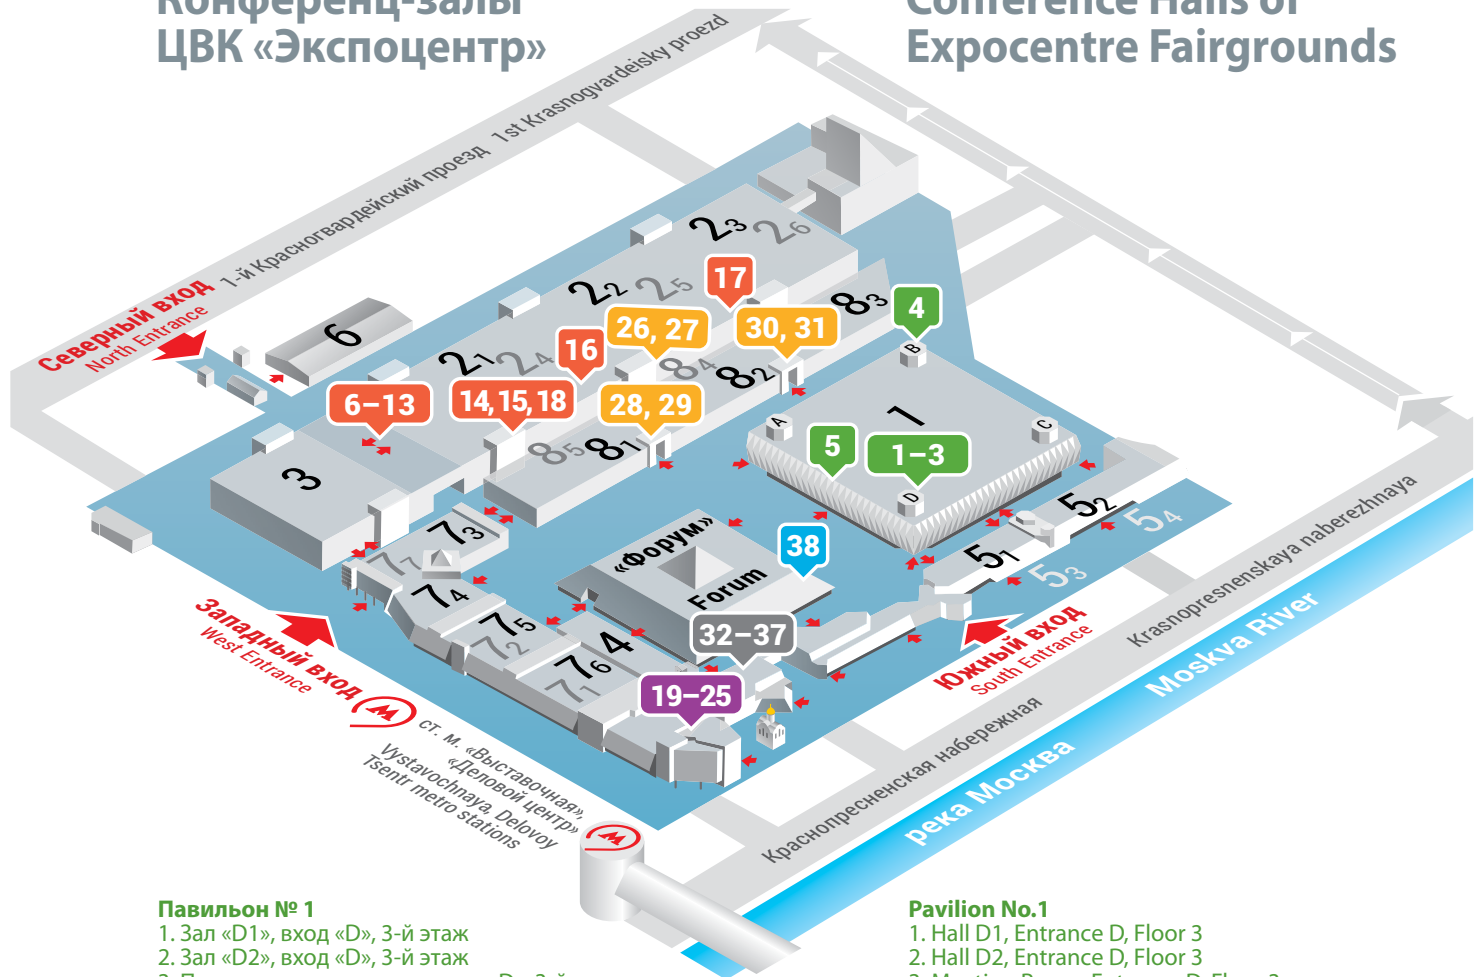 Конференц-залы
ЦВК «Экспоцентр»
Conference Halls of
Expocentre Fairgrounds
1-й Красногвардейский проезд 1st Krasnogvardeisky proezd
Северный вход
North Entrance
6
2₃
2₆
2₂
2₅
17
8₃
4
B
26, 27
30, 31
2₁
2₄
16
8₄
8₂
6–13
14, 15, 18
28, 29
1
A
C
3
8₅
8₁
5
1–3
D
5₂
5₄
7₃
7₇
«Форум»
Forum
38
5₁
5₃
7₄
7₅
7₂
4
7₆
7₁
32–37
19–25
Западный вход
West Entrance
Южный вход
South Entrance
ст. м. «Выставочная»,
«Деловой центр»
Vystavochnaya, Delovoy
Tsentr metro stations
Краснопресненская набережная
Krasnopresnenskaya naberezhnaya
река Москва
Moskva River
Павильон № 1
1. Зал «D1», вход «D», 3-й этаж
2. Зал «D2», вход «D», 3-й этаж
Pavilion No.1
1. Hall D1, Entrance D, Floor 3
2. Hall D2, Entrance D, Floor 3